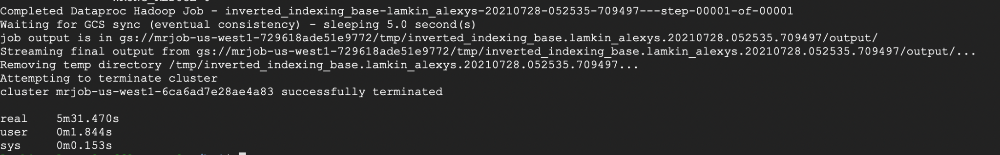 Completed Dataproc Hadoop Job - inverted_indexing_base-lamkin_alexys-20210728-052535-709497---step-00001-of-00001
Waiting for GCS sync (eventual consistency) - sleeping 5.0 second(s)
job output is in gs://mrjob-us-west1-729618ade51e9772/tmp/inverted_indexing_base.lamkin_alexys.20210728.052535.709497/output/
Streaming final output from gs://mrjob-us-west1-729618ade51e9772/tmp/inverted_indexing_base.lamkin_alexys.20210728.052535.709497/output/...
Removing temp directory /tmp/inverted_indexing_base.lamkin_alexys.20210728.052535.709497...
Attempting to terminate cluster
cluster mrjob-us-west1-6ca6ad7e28ae4a83 successfully terminated
real 5m31.470s
user 0m1.844s
sys 0m0.153s